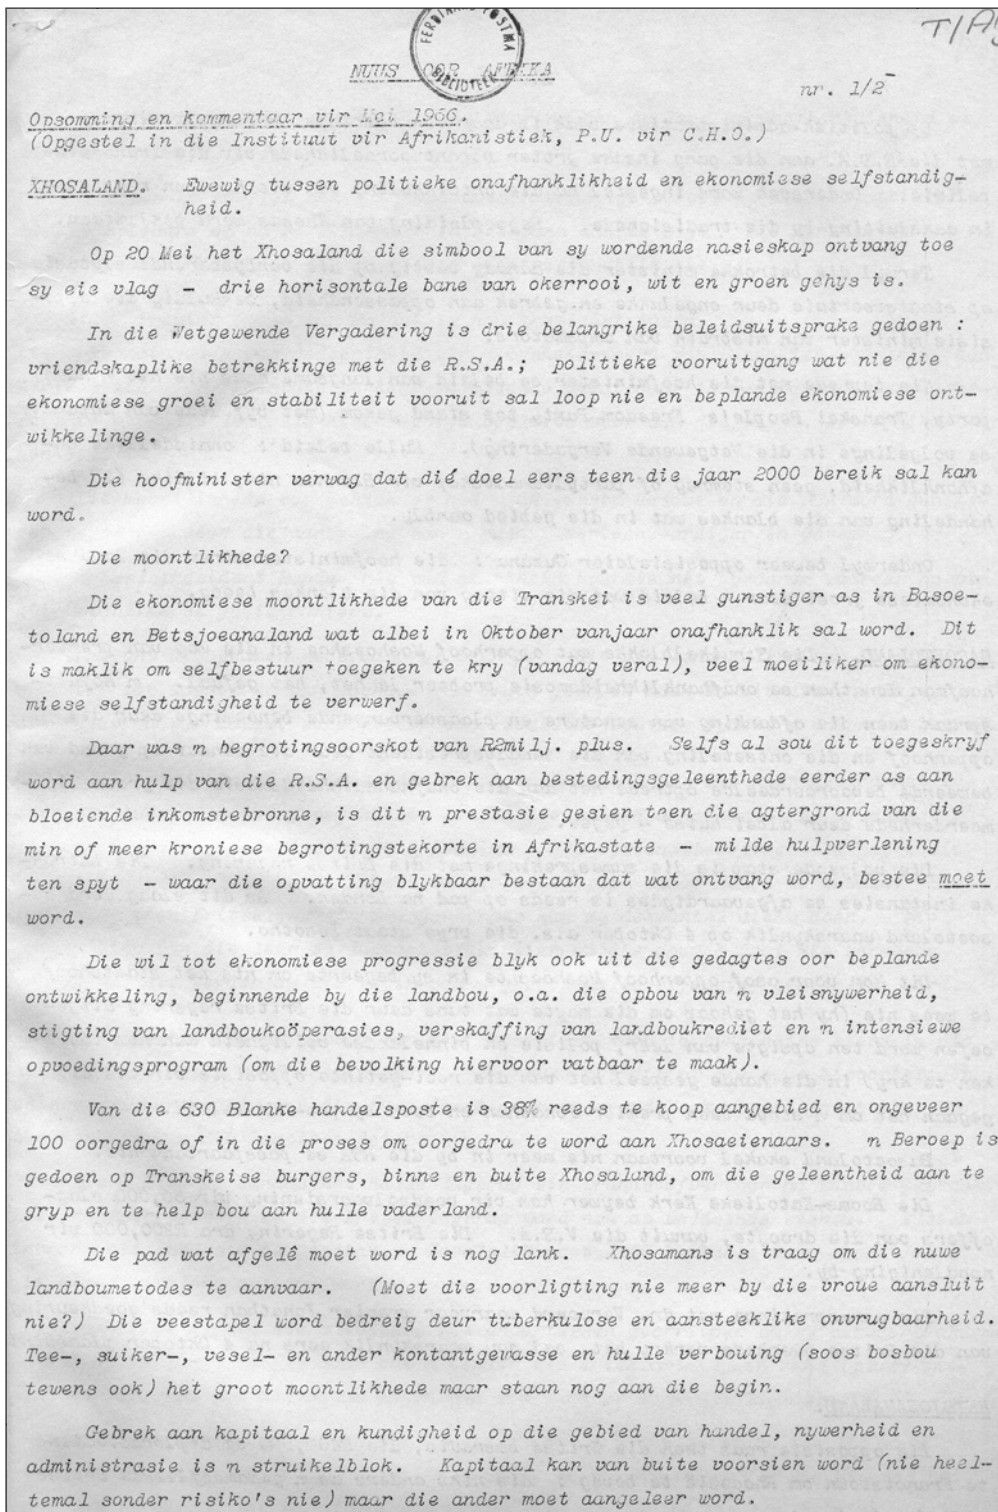 FERDINAND POSTMA
BIBLIOTEEK
T/A
NUUS OOR AFRIKA
nr. 1/2
Opsomming en kommentaar vir Mei 1966.
(Opgestel in die Instituut vir Afrikanistiek, P.U. vir C.H.O.)
XHOSALAND. Ewewig tussen politieke onafhanklikheid en ekonomiese selfstandig-
heid.
Op 20 Mei het Xhosaland die simbool van sy wordende nasieskap ontvang toe
sy eie vlag - drie horisontale bane van okerrooi, wit en groen gehys is.
In die Wetgewende Vergadering is drie belangrike beleidsuitsprake gedoen :
vriendskaplike betrekkinge met die R.S.A.; politieke vooruitgang wat nie die
ekonomiese groei en stabiliteit vooruit sal loop nie en beplande ekonomiese ont-
wikkelinge.
Die hoofminister verwag dat dié doel eers teen die jaar 2000 bereik sal kan
word.
Die moontlikhede?
Die ekonomiese moontlikhede van die Transkei is veel gunstiger as in Basoe-
toland en Betsjoeanaland wat albei in Oktober vanjaar onafhanklik sal word. Dit
is maklik om selfbestuur toegeken te kry (vandag veral), veel moeiliker om ekono-
miese selfstandigheid te verwerf.
Daar was 'n begrotingsoorskot van R2milj. plus. Selfs al sou dit toegeskryf
word aan hulp van die R.S.A. en gebrek aan bestedingsgeleenthede eerder as aan
bloeiende inkomstebronne, is dit 'n prestasie gesien teen die agtergrond van die
min of meer kroniese begrotingstekorte in Afrikastate - milde hulpverlening
ten spyt - waar die opvatting blykbaar bestaan dat wat ontvang word, bestee moet
word.
Die wil tot ekonomiese progressie blyk ook uit die gedagtes oor beplande
ontwikkeling, beginnende by die landbou, o.a. die opbou van 'n vleisnywerheid,
stigting van landboukoöperasies, verskaffing van landboukrediet en 'n intensiewe
opvoedingsprogram (om die bevolking hiervoor vatbaar te maak).
Van die 630 Blanke handelsposte is 38% reeds te koop aangebied en ongeveer
100 oorgedra of in die proses om oorgedra te word aan Xhosaeienaars. 'n Beroep is
gedoen op Transkeise burgers, binne en buite Xhosaland, om die geleentheid aan te
gryp en te help bou aan hulle vaderland.
Die pad wat afgelê moet word is nog lank. Xhosamans is traag om die nuwe
landboumetodes te aanvaar. (Moet die voorligting nie meer by die vroue aansluit
nie?) Die veestapel word bedreig deur tuberkulose en aansteeklike onvrugbaarheid.
Tee-, suiker-, vesel- en ander kontantgewasse en hulle verbouing (soos bosbou
tewens ook) het groot moontlikhede maar staan nog aan die begin.
Gebrek aan kapitaal en kundigheid op die gebied van handel, nywerheid en
administrasie is 'n struikelblok. Kapitaal kan van buite voorsien word (nie heel-
temal sonder risiko's nie) maar die ander moet aangeleer word.